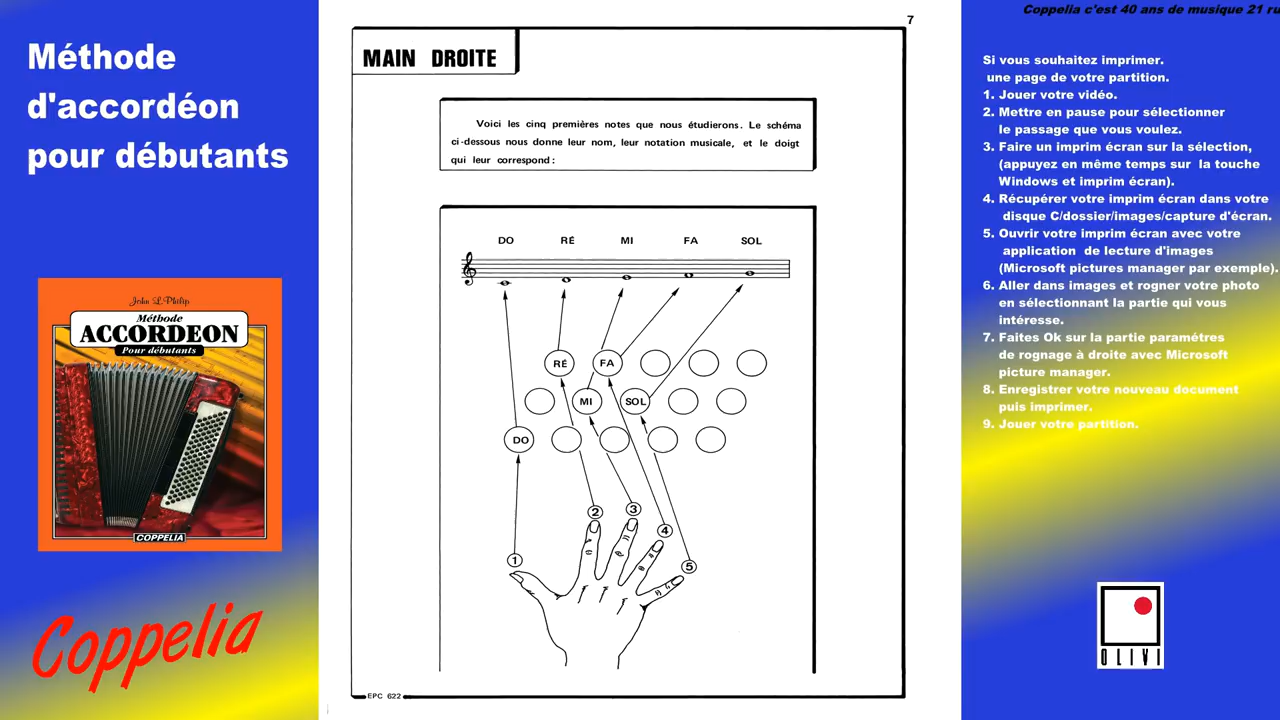 Méthode
d'accordéon
pour débutants
John L. Philip
Méthode
ACCORDEON
Pour débutants
COPPELIA
Coppelia
7
MAIN DROITE
Voici les cinq premières notes que nous étudierons. Le schéma
ci-dessous nous donne leur nom, leur notation musicale, et le doigt
qui leur correspond :
DO RÉ MI FA SOL
RÉ FA
MI SOL
DO
1 2 3 4 5
EPC 622
Coppelia c'est 40 ans de musique 21 ru
Si vous souhaitez imprimer.
une page de votre partition.
1. Jouer votre vidéo.
2. Mettre en pause pour sélectionner
le passage que vous voulez.
3. Faire un imprim écran sur la sélection,
(appuyez en même temps sur la touche
Windows et imprim écran).
4. Récupérer votre imprim écran dans votre
disque C/dossier/images/capture d'écran.
5. Ouvrir votre imprim écran avec votre
application de lecture d'images
(Microsoft pictures manager par exemple).
6. Aller dans images et rogner votre photo
en sélectionnant la partie qui vous
intéresse.
7. Faites Ok sur la partie paramétres
de rognage à droite avec Microsoft
picture manager.
8. Enregistrer votre nouveau document
puis imprimer.
9. Jouer votre partition.
OLIVI